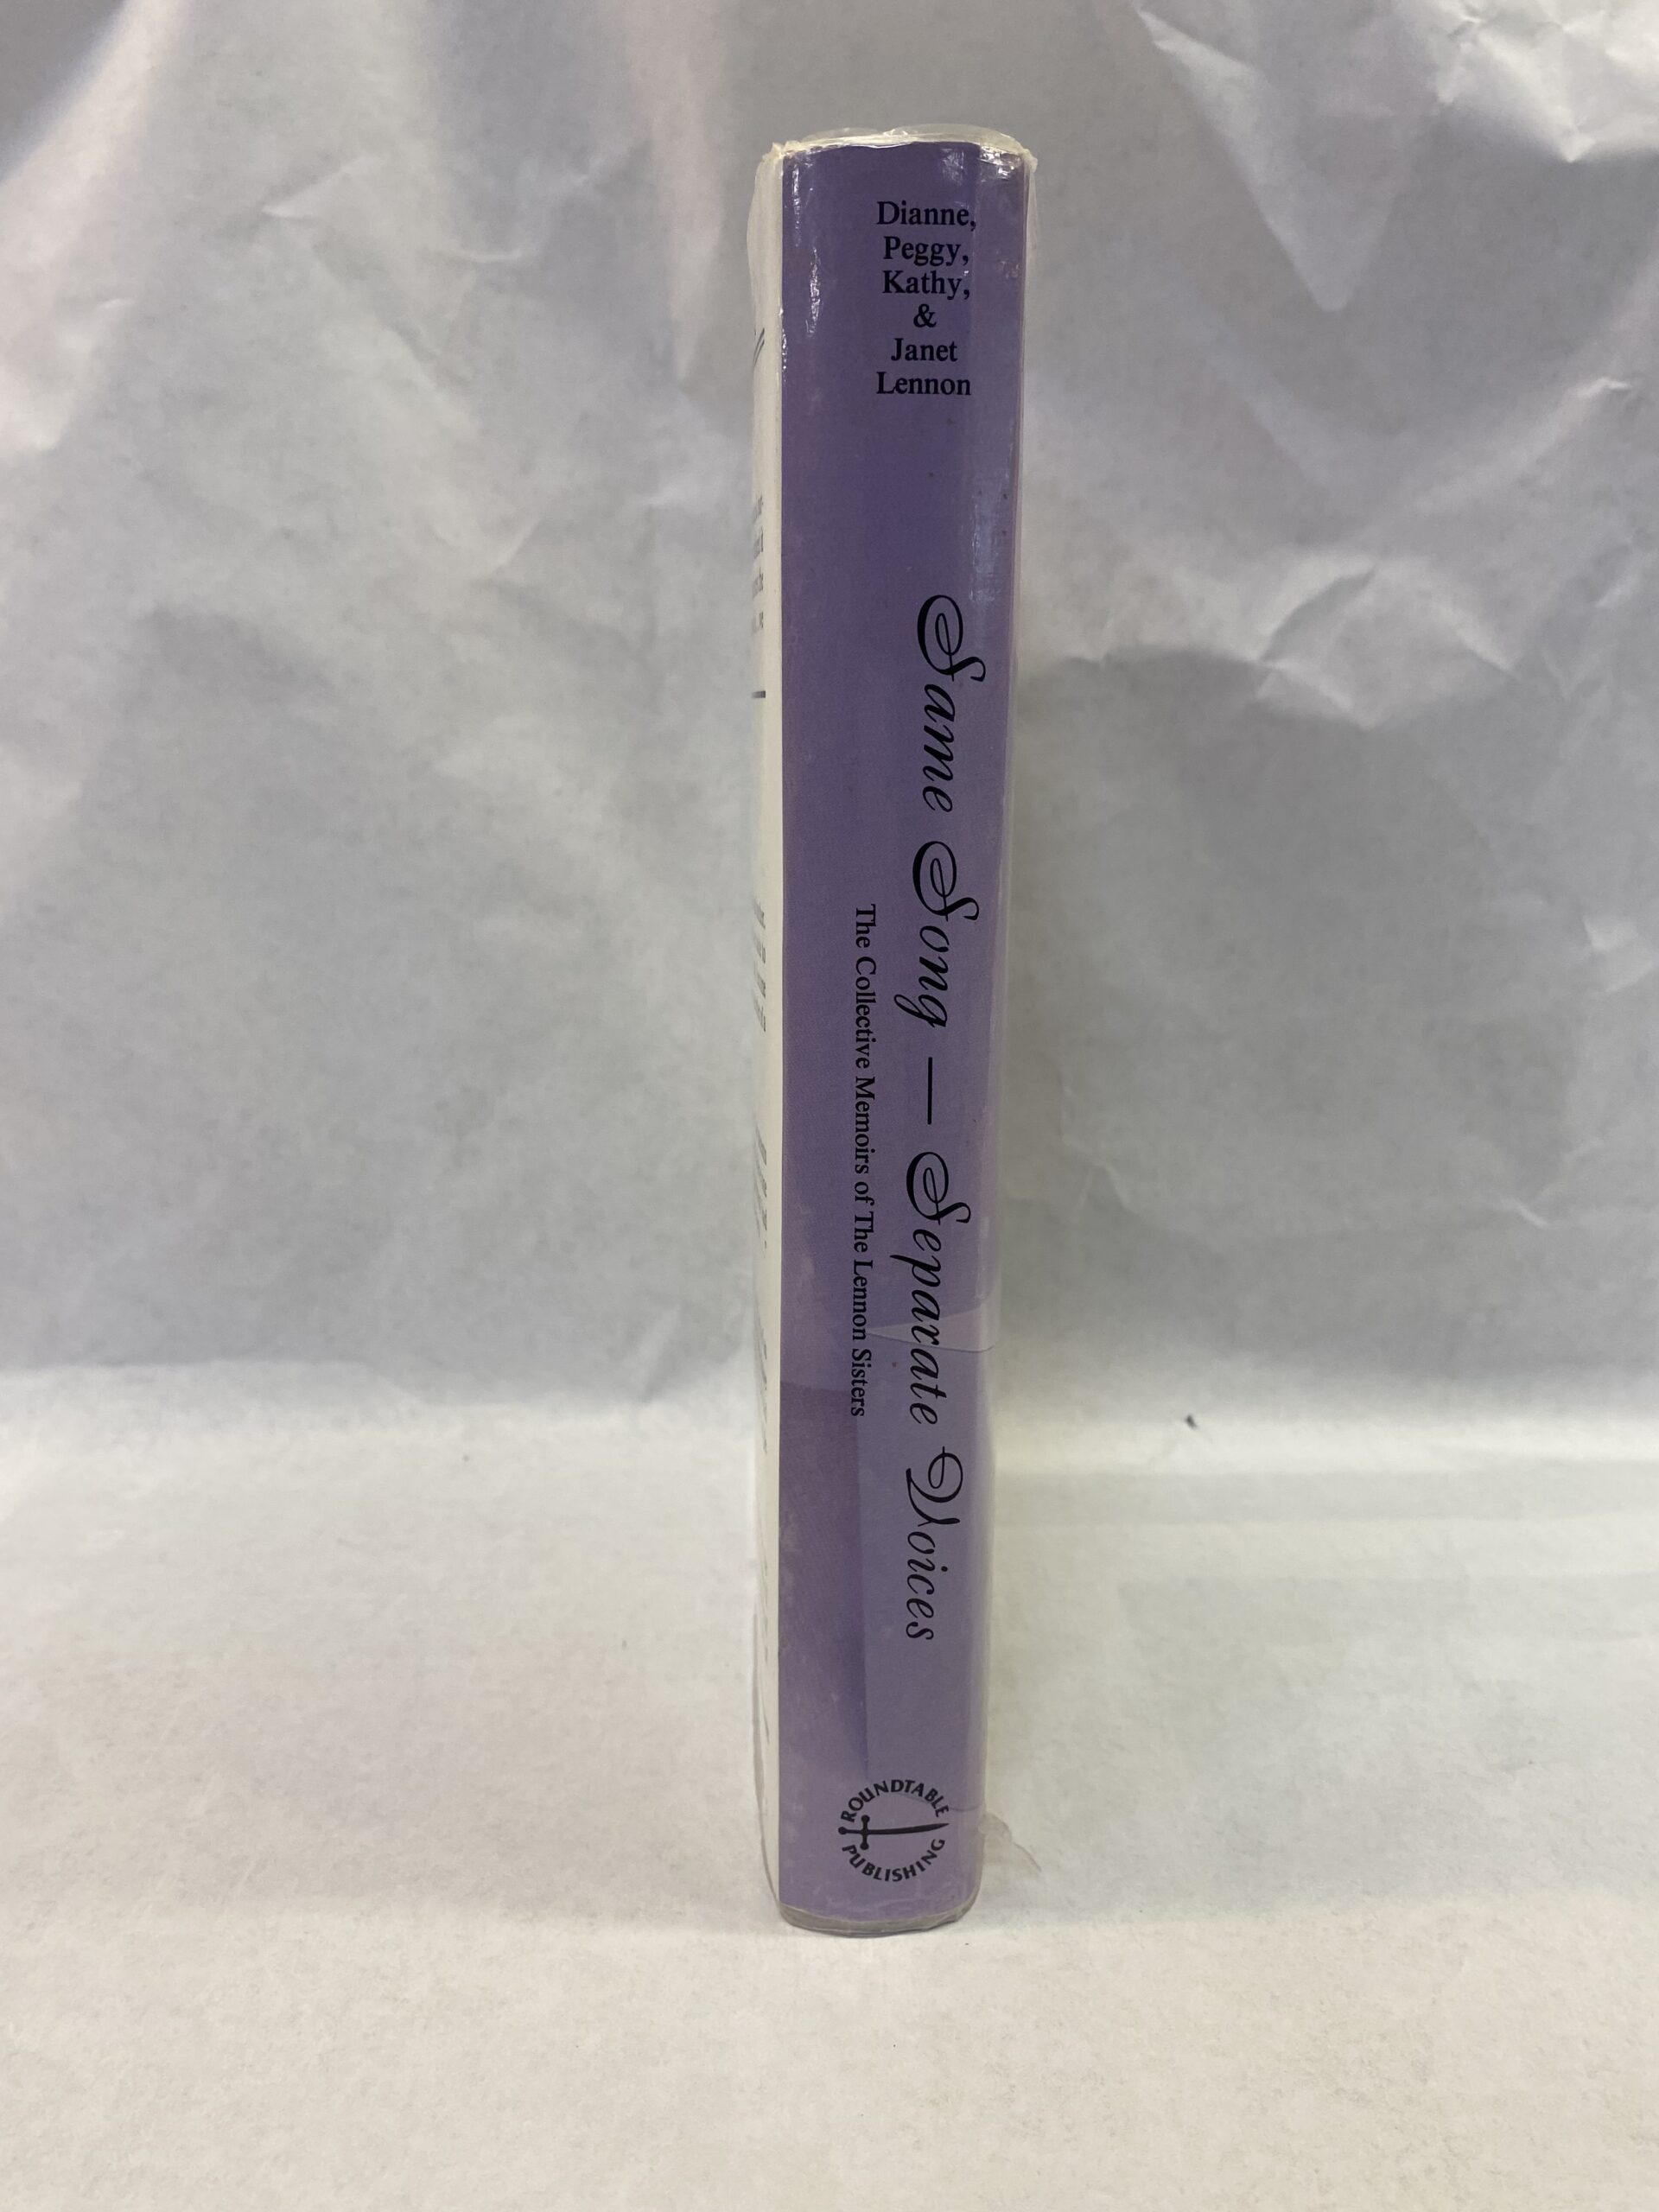 Dianne,
Peggy,
Kathy,
&
Janet
Lennon
Same Song — Separate Voices
The Collective Memoirs of The Lennon Sisters
ROUNDTABLE
PUBLISHING